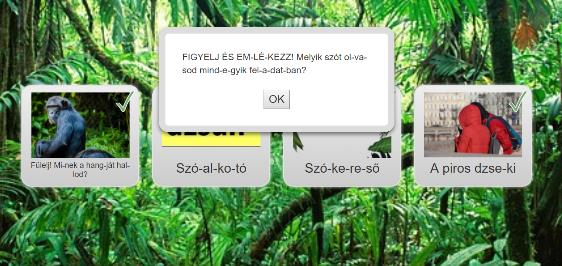 FIGYELJ ÉS EM-LÉ-KEZZ! Melyik szót ol-va-
sod mind-e-gyik fel-a-dat-ban?
OK
Fülelj! Mi-nek a hang-ját hal-
lod?
Szó-al-ko-tó
Szó-ke-re-ső
A piros dzse-ki